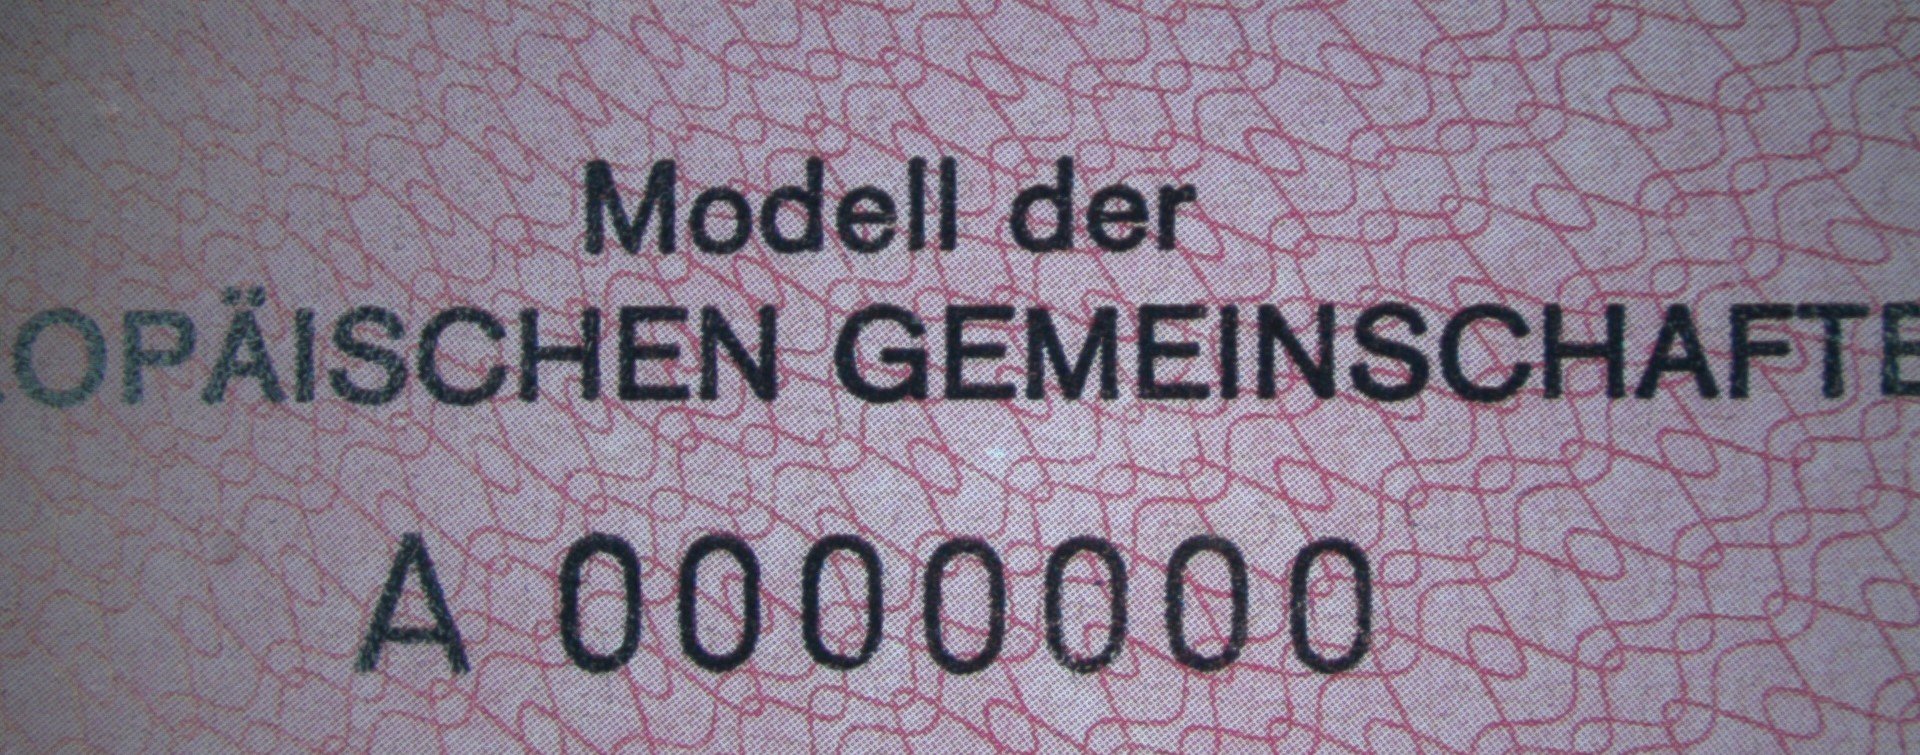 Modell der
OPÄISCHEN GEMEINSCHAFTE
A 0000000